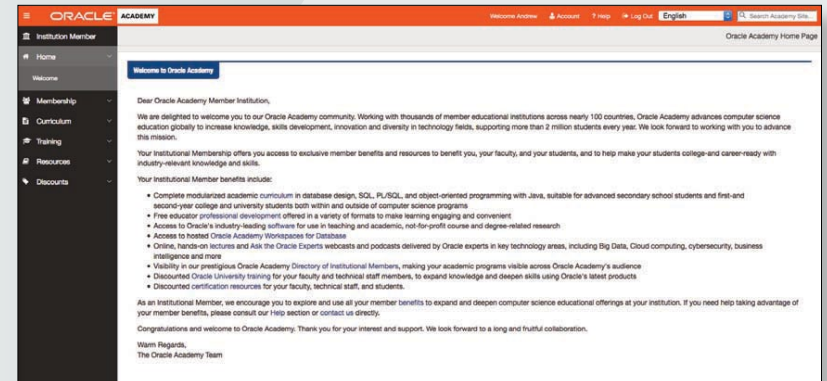 ORACLE ACADEMY
Welcome Andrew Account ? Help Log Out English Search Academy Site...
Institution Member
Oracle Academy Home Page
Home
Welcome
Membership
Curriculum
Training
Resources
Discounts
Welcome to Oracle Academy
Dear Oracle Academy Member Institution,
We are delighted to welcome you to our Oracle Academy community. Working with thousands of member educational institutions across nearly 100 countries, Oracle Academy advances computer science
education globally to increase knowledge, skills development, innovation and diversity in technology fields, supporting more than 2 million students every year. We look forward to working with you to advance
this mission.
Your Institutional Membership offers you access to exclusive member benefits and resources to benefit you, your faculty, and your students, and to help make your students college-and career-ready with
industry-relevant knowledge and skills.
Your Institutional Member benefits include:
• Complete modularized academic curriculum in database design, SQL, PL/SQL, and object-oriented programming with Java, suitable for advanced secondary school students and first-and
second-year college and university students both within and outside of computer science programs
• Free educator professional development offered in a variety of formats to make learning engaging and convenient
• Access to Oracle's industry-leading software for use in teaching and academic, not-for-profit course and degree-related research
• Access to hosted Oracle Academy Workspaces for Database
• Online, hands-on lectures and Ask the Oracle Experts webcasts and podcasts delivered by Oracle experts in key technology areas, including Big Data, Cloud computing, cybersecurity, business
intelligence and more
• Visibility in our prestigious Oracle Academy Directory of Institutional Members, making your academic programs visible across Oracle Academy's audience
• Discounted Oracle University training for your faculty and technical staff members, to expand knowledge and deepen skills using Oracle's latest products
• Discounted certification resources for your faculty, technical staff, and students.
As an Institutional Member, we encourage you to explore and use all your member benefits to expand and deepen computer science educational offerings at your institution. If you need help taking advantage of
your member benefits, please consult our Help section or contact us directly.
Congratulations and welcome to Oracle Academy. Thank you for your interest and support. We look forward to a long and fruitful collaboration.
Warm Regards,
The Oracle Academy Team